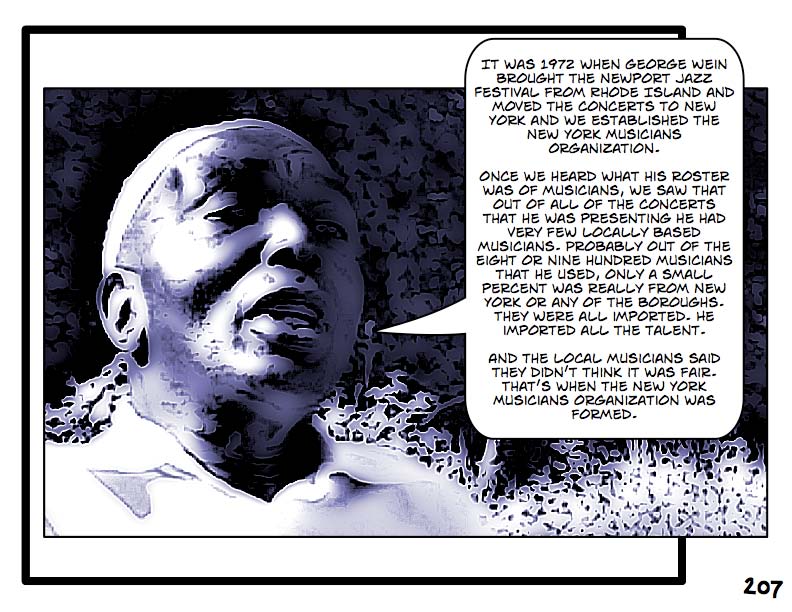 IT WAS 1972 WHEN GEORGE WEIN
BROUGHT THE NEWPORT JAZZ
FESTIVAL FROM RHODE ISLAND AND
MOVED THE CONCERTS TO NEW
YORK AND WE ESTABLISHED THE
NEW YORK MUSICIANS
ORGANIZATION.
ONCE WE HEARD WHAT HIS ROSTER
WAS OF MUSICIANS, WE SAW THAT
OUT OF ALL OF THE CONCERTS
THAT HE WAS PRESENTING HE HAD
VERY FEW LOCALLY BASED
MUSICIANS. PROBABLY OUT OF THE
EIGHT OR NINE HUNDRED MUSICIANS
THAT HE USED, ONLY A SMALL
PERCENT WAS REALLY FROM NEW
YORK OR ANY OF THE BOROUGHS.
THEY WERE ALL IMPORTED. HE
IMPORTED ALL THE TALENT.
AND THE LOCAL MUSICIANS SAID
THEY DIDN'T THINK IT WAS FAIR.
THAT'S WHEN THE NEW YORK
MUSICIANS ORGANIZATION WAS
FORMED.
207